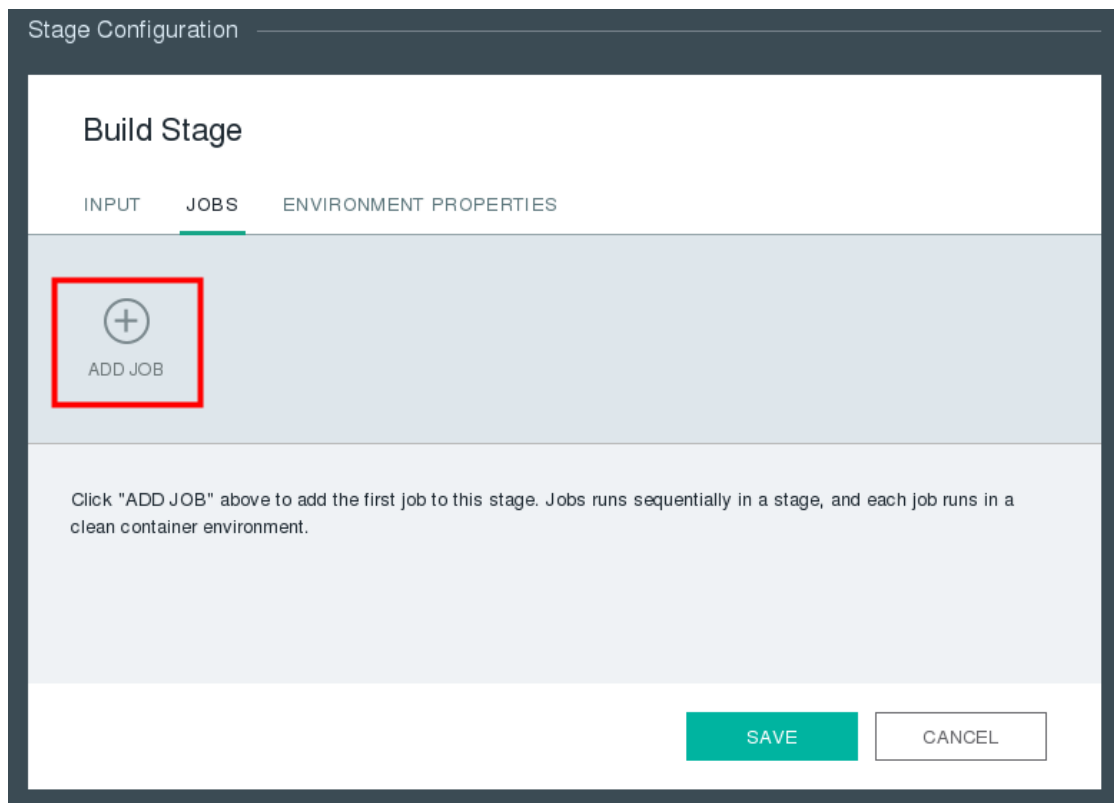 Stage Configuration
Build Stage
INPUT JOBS ENVIRONMENT PROPERTIES
ADD JOB
Click "ADD JOB" above to add the first job to this stage. Jobs runs sequentially in a stage, and each job runs in a
clean container environment.
SAVE CANCEL